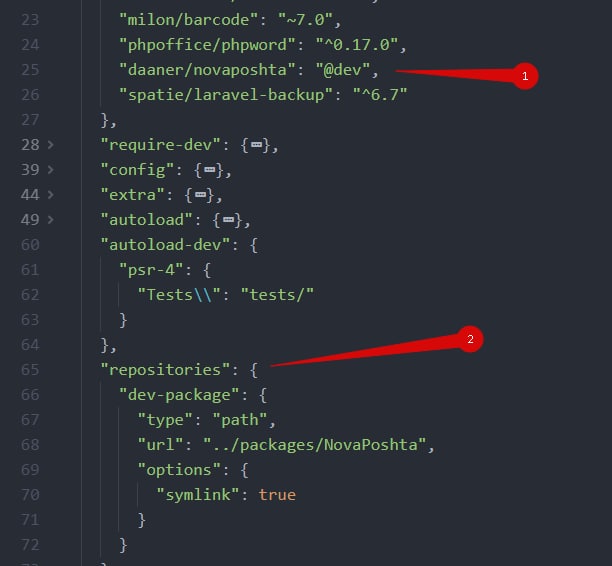 23 "milon/barcode": "~7.0",
24 "phpoffice/phpword": "^0.17.0",
25 "daaner/novaposhta": "@dev", 1
26 "spatie/laravel-backup": "^6.7"
27 },
28 > "require-dev": {…},
39 > "config": {…},
44 > "extra": {…},
49 > "autoload": {…},
60 "autoload-dev": {
61 "psr-4": {
62 "Tests\\": "tests/"
63 }
64 },
65 "repositories": { 2
66 "dev-package": {
67 "type": "path",
68 "url": "../packages/NovaPoshta",
69 "options": {
70 "symlink": true
71 }
72 }